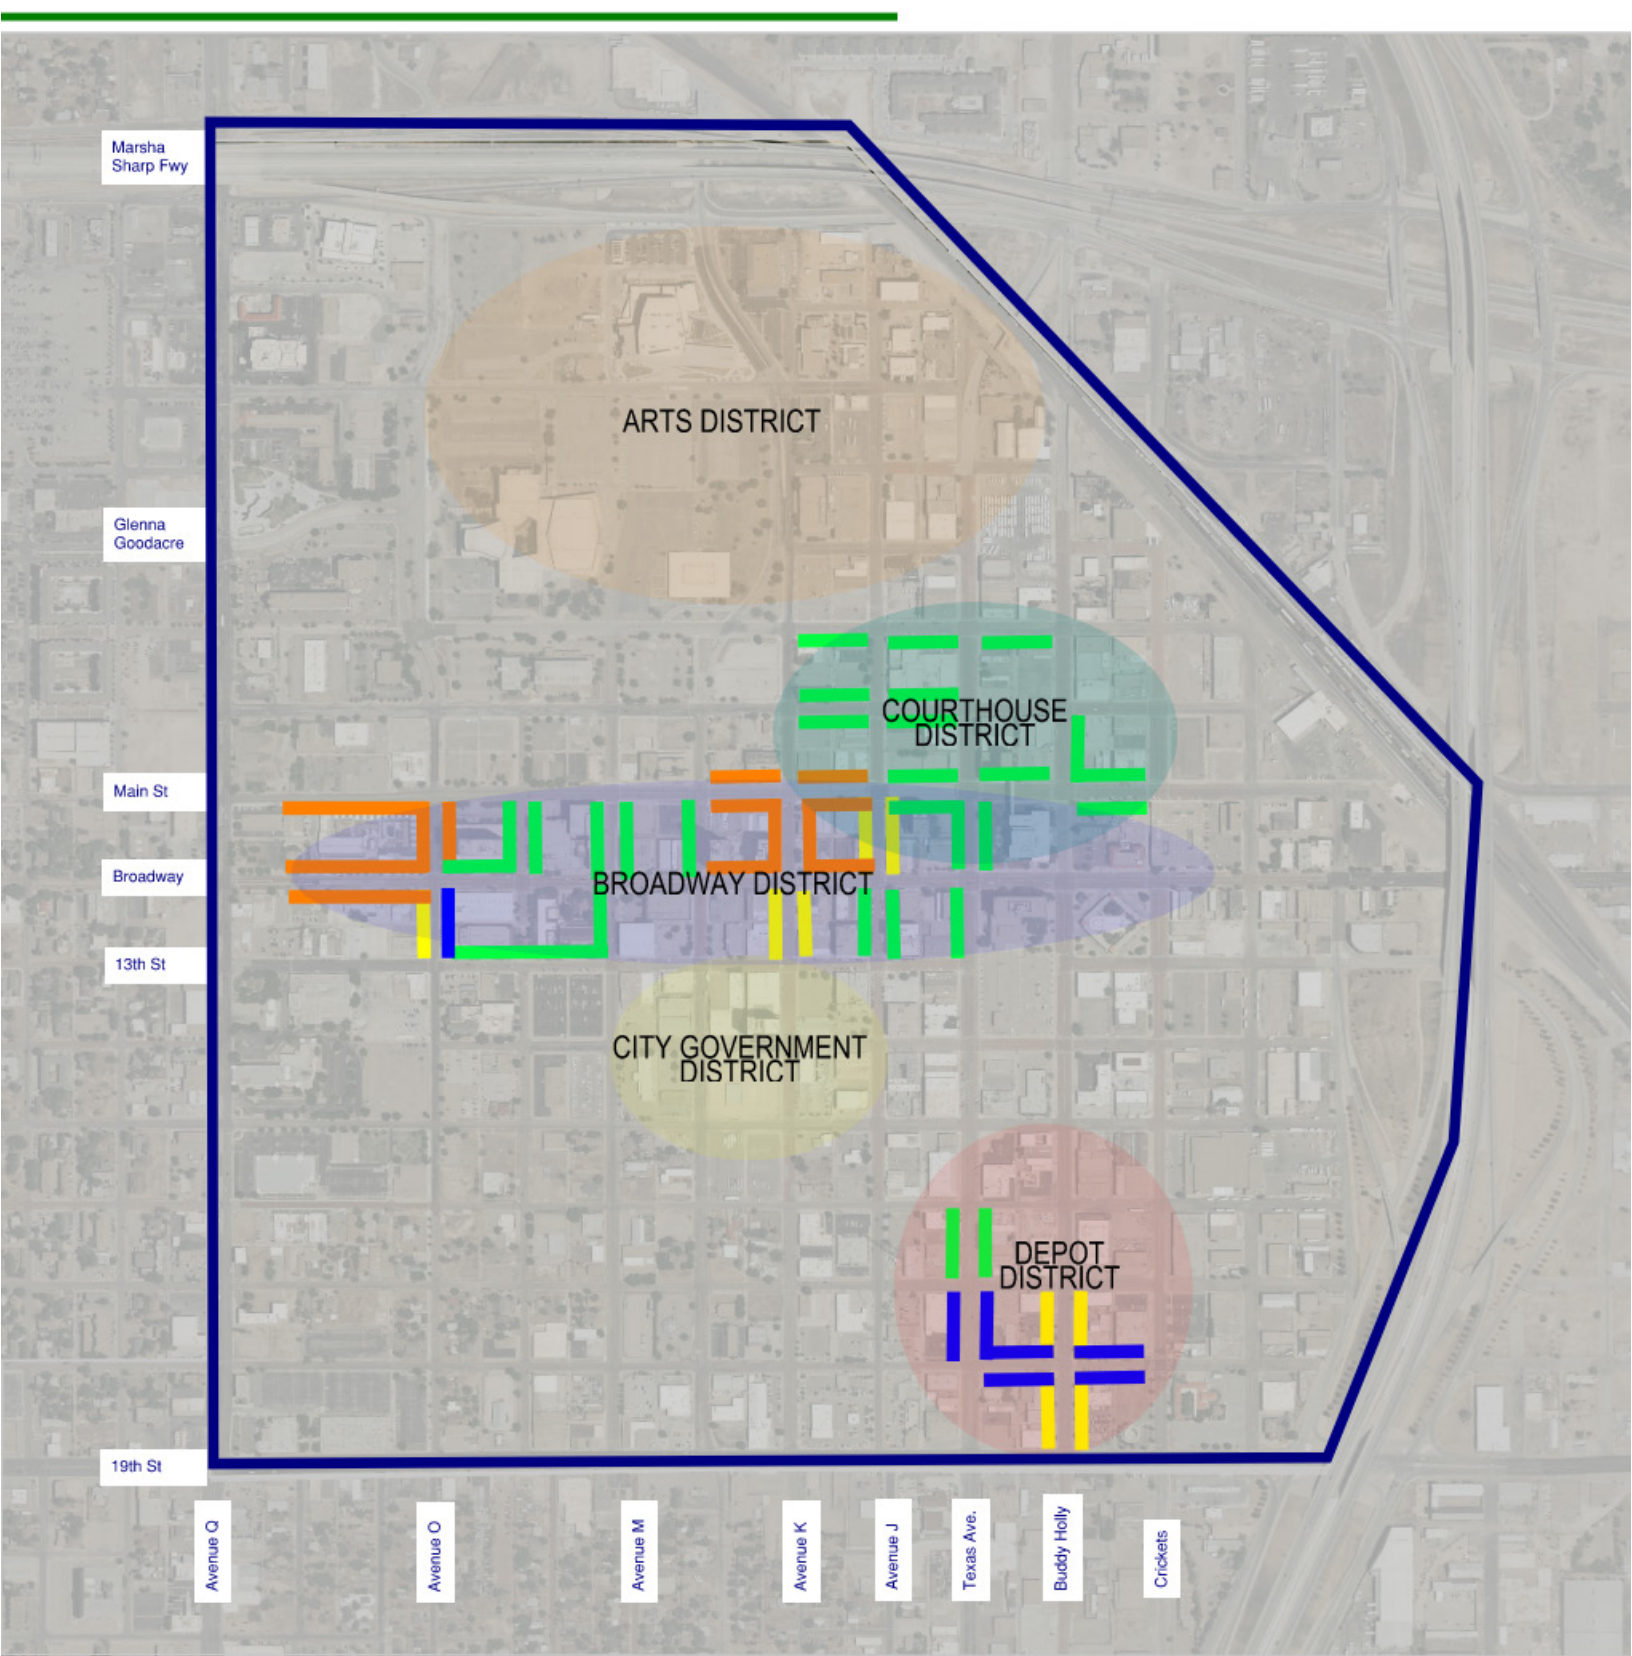 Marsha
Sharp Fwy
ARTS DISTRICT
Glenna
Goodacre
COURTHOUSE
DISTRICT
Main St
Broadway
BROADWAY DISTRICT
13th St
CITY GOVERNMENT
DISTRICT
DEPOT
DISTRICT
19th St
Avenue Q
Avenue O
Avenue M
Avenue K
Avenue J
Texas Ave.
Buddy Holly
Crickets